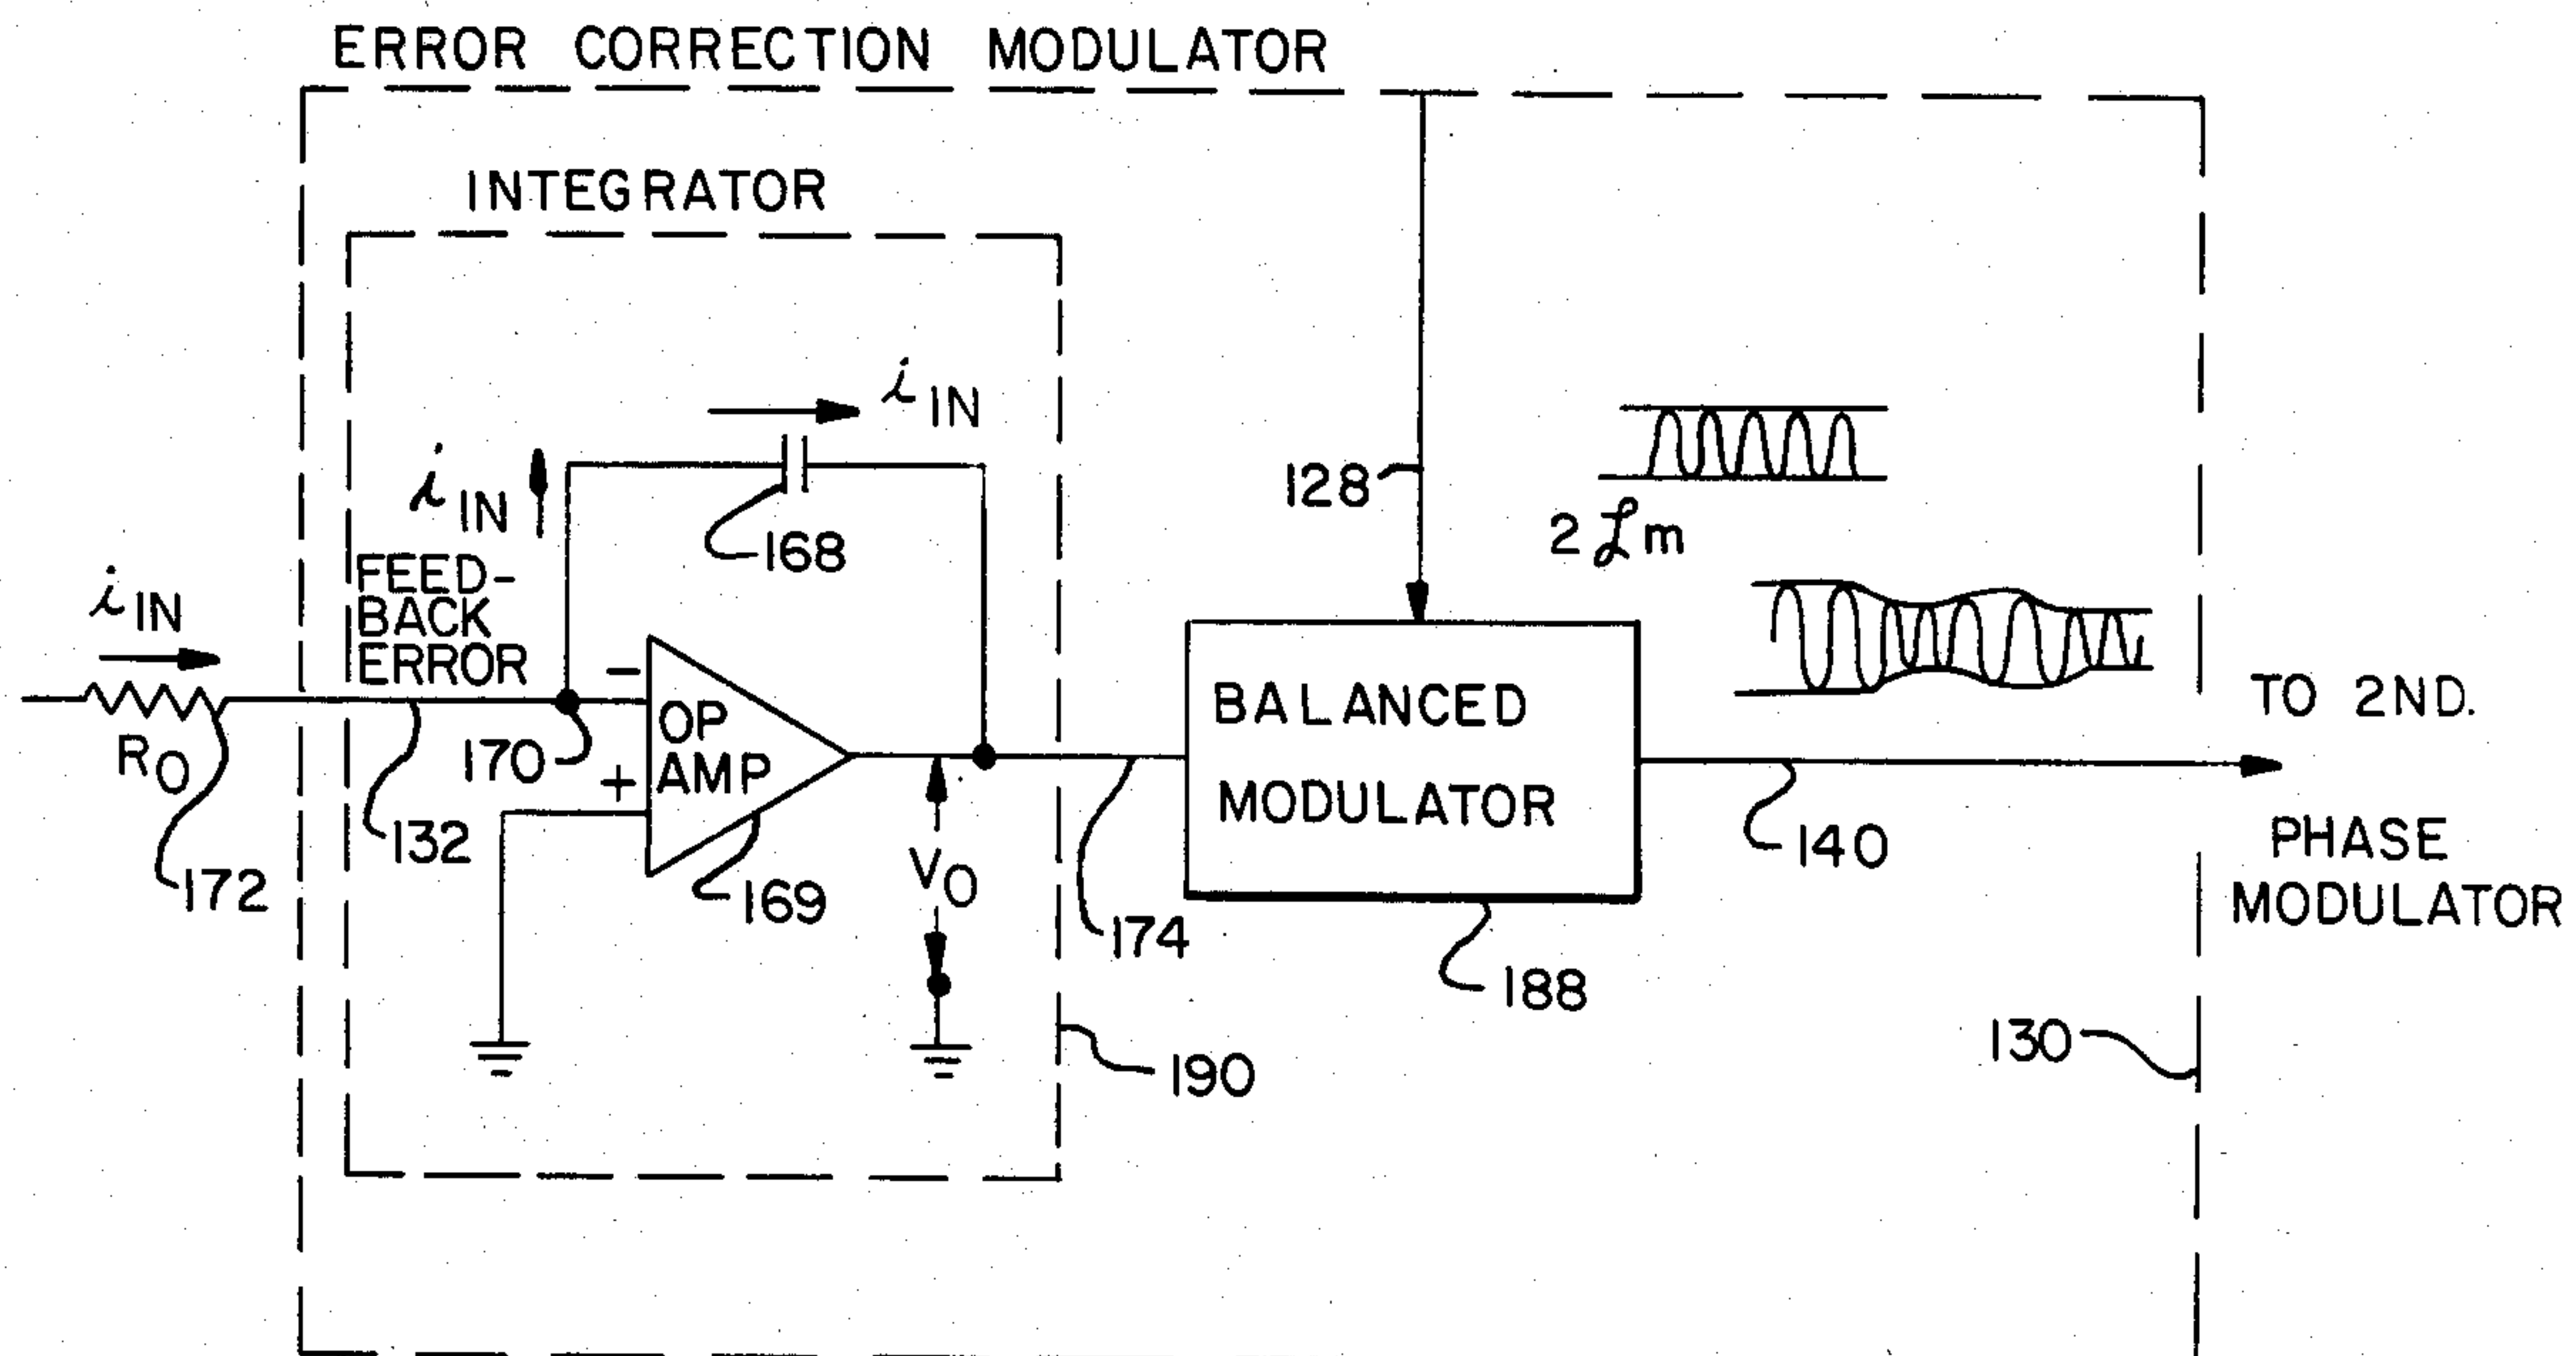 ERROR CORRECTION MODULATOR
INTEGRATOR
i IN
i IN
168
128
2 fm
i IN
FEED-
BACK
ERROR
R O
172
132
170
−
+
OP
AMP
169
V O
174
190
BALANCED
MODULATOR
188
140
130
TO 2ND.
PHASE
MODULATOR